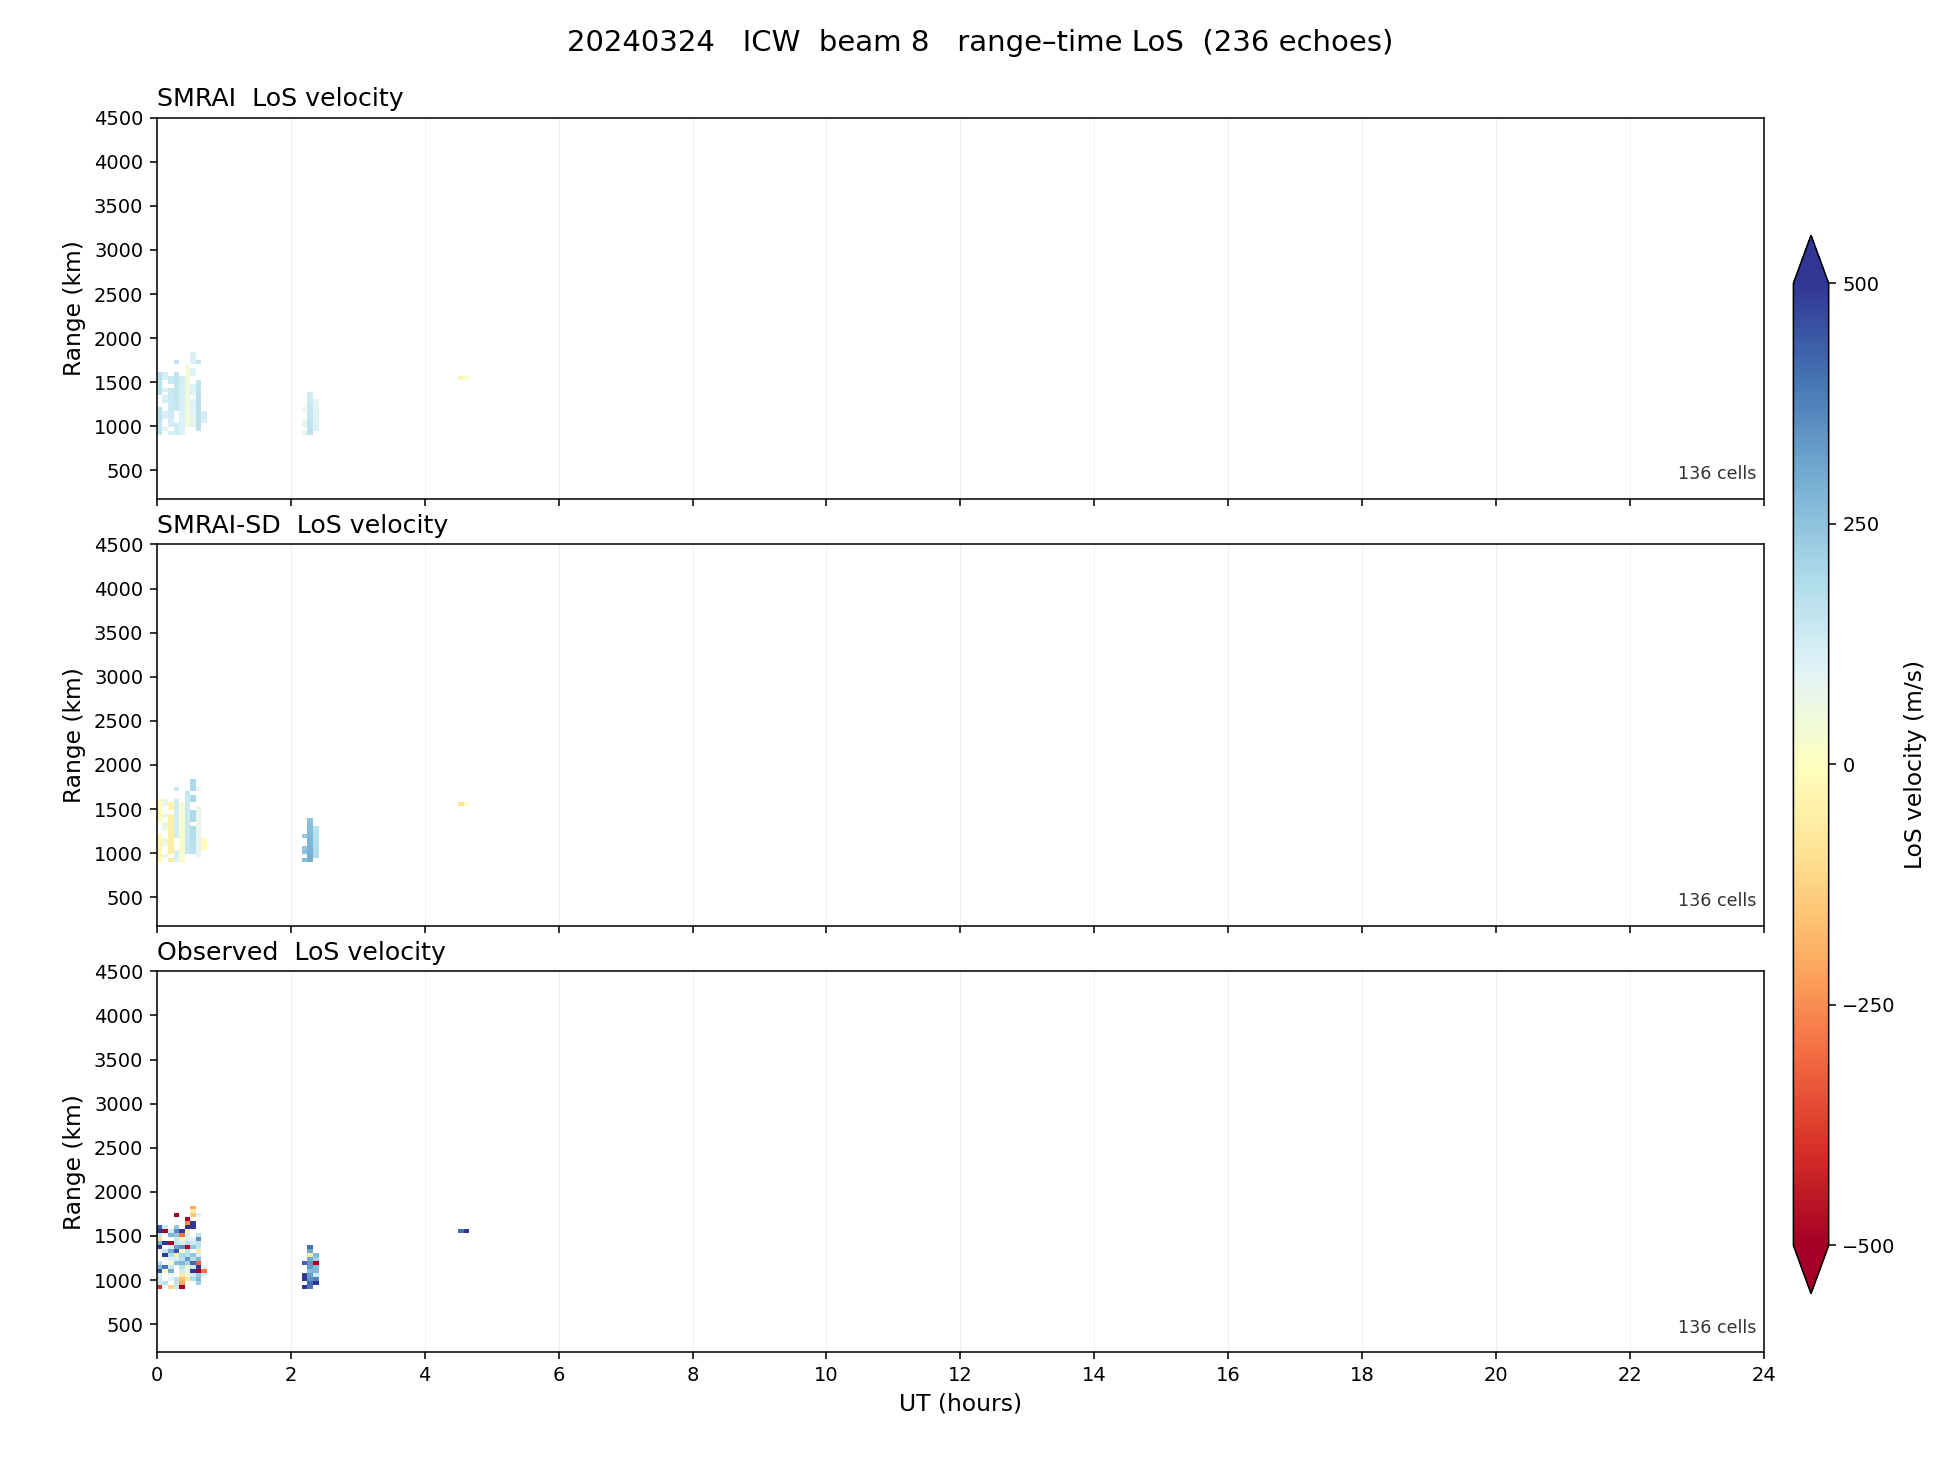 20240324   ICW  beam 8   range–time LoS  (236 echoes)
SMRAI  LoS velocity
4500
4000
3500
3000
2500
2000
1500
1000
500
Range (km)
136 cells
SMRAI-SD  LoS velocity
4500
4000
3500
3000
2500
2000
1500
1000
500
Range (km)
136 cells
Observed  LoS velocity
4500
4000
3500
3000
2500
2000
1500
1000
500
Range (km)
136 cells
0 2 4 6 8 10 12 14 16 18 20 22 24
UT (hours)
500
250
0
−250
−500
LoS velocity (m/s)